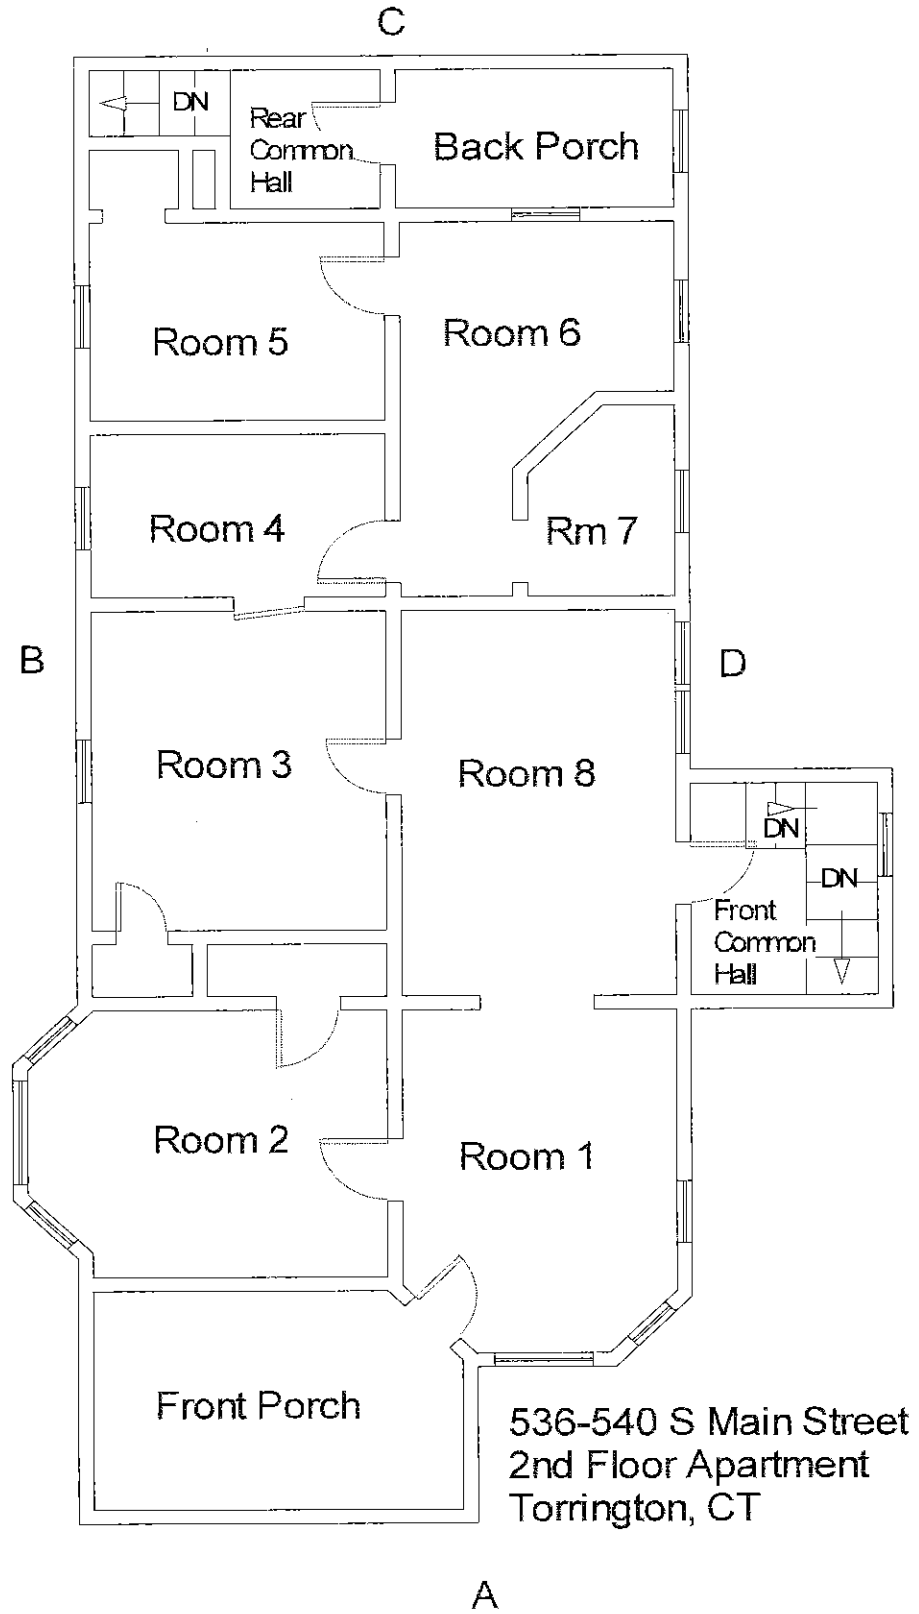 C
DN
Rear
Common
Hall
Back Porch
Room 5
Room 6
Room 4
Rm 7
B
D
Room 3
Room 8
DN
DN
Front
Common
Hall
Room 2
Room 1
Front Porch
536-540 S Main Street
2nd Floor Apartment
Torrington, CT
A